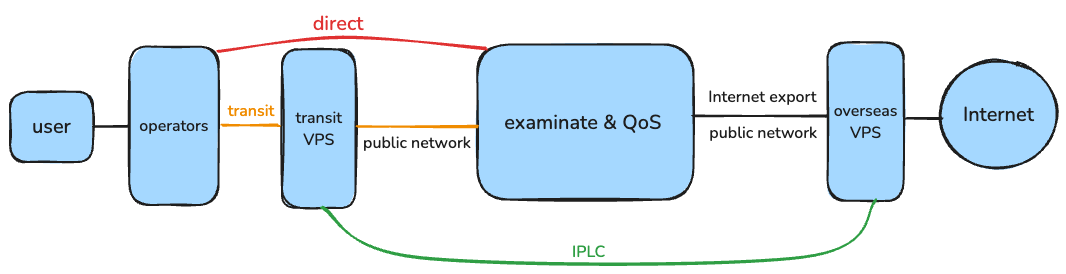 direct
user
operators
transit
transit
VPS
public network
examinate & QoS
Internet export
public network
overseas
VPS
Internet
IPLC